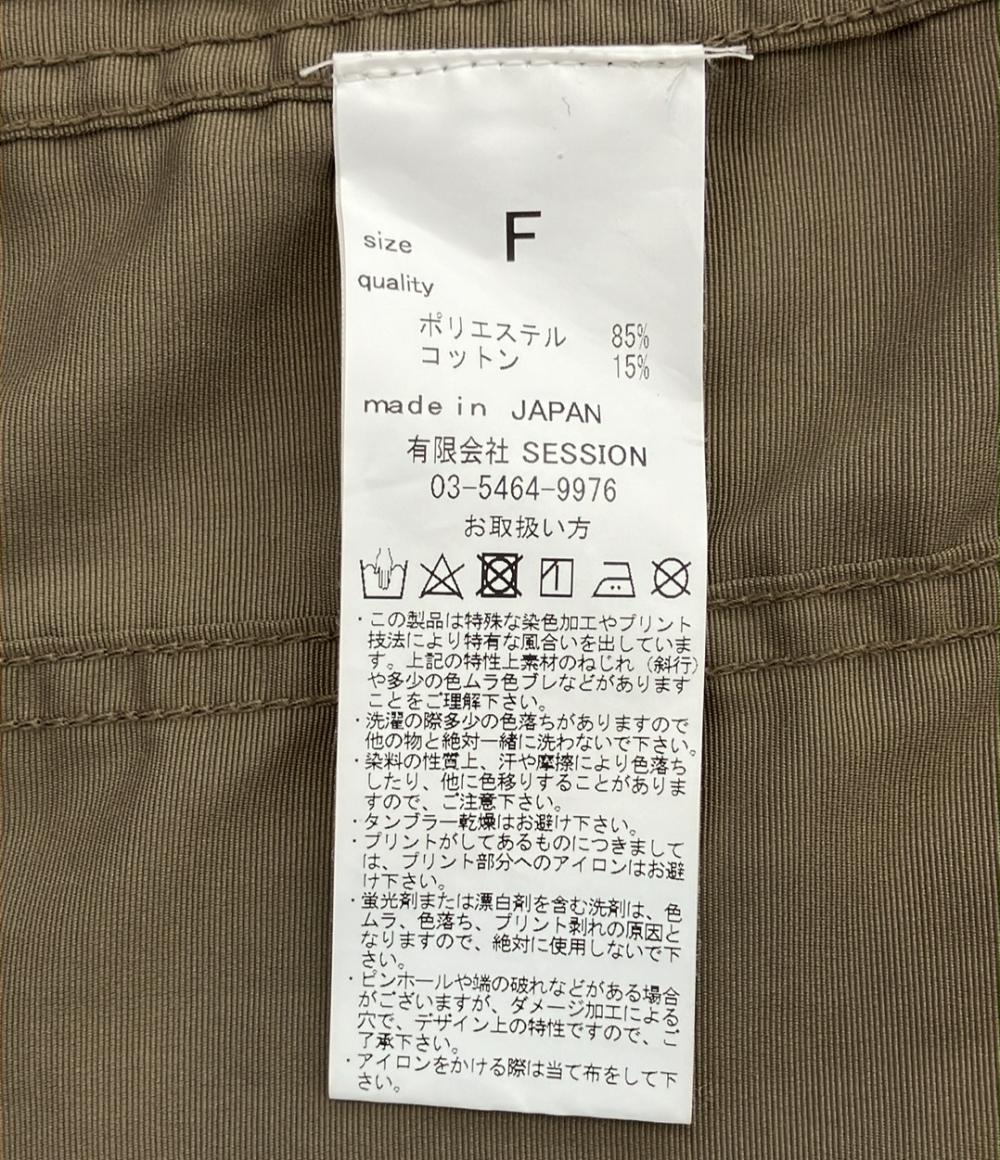 size F
quality
ポリエステル 85%
コットン 15%
made in JAPAN
有限会社 SESSION
03-5464-9976
お取扱い方
・この製品は特殊な染色加工やプリント
技法により特有な風合いを出していま
す。上記の特性上素材のねじれ（斜行）
や多少の色ムラ色ブレなどがあります
ことをご理解下さい。
・洗濯の際多少の色落ちがありますので
他の物と絶対一緒に洗わないで下さい。
・染料の性質上、汗や摩擦により色落ち
したり、他に色移りすることがありま
すので、ご注意下さい。
・タンブラー乾燥はお避け下さい。
・プリントがしてあるものにつきまして
は、プリント部分へのアイロンはお避
け下さい。
・蛍光剤または漂白剤を含む洗剤は、色
ムラ、色落ち、プリント剥れの原因と
なりますので、絶対に使用しないで下
さい。
・ピンホールや端の破れなどがある場合
がございますが、ダメージ加工による
穴で、デザイン上の特性ですので、ご
了承下さい。
・アイロンをかける際は当て布をして下
さい。